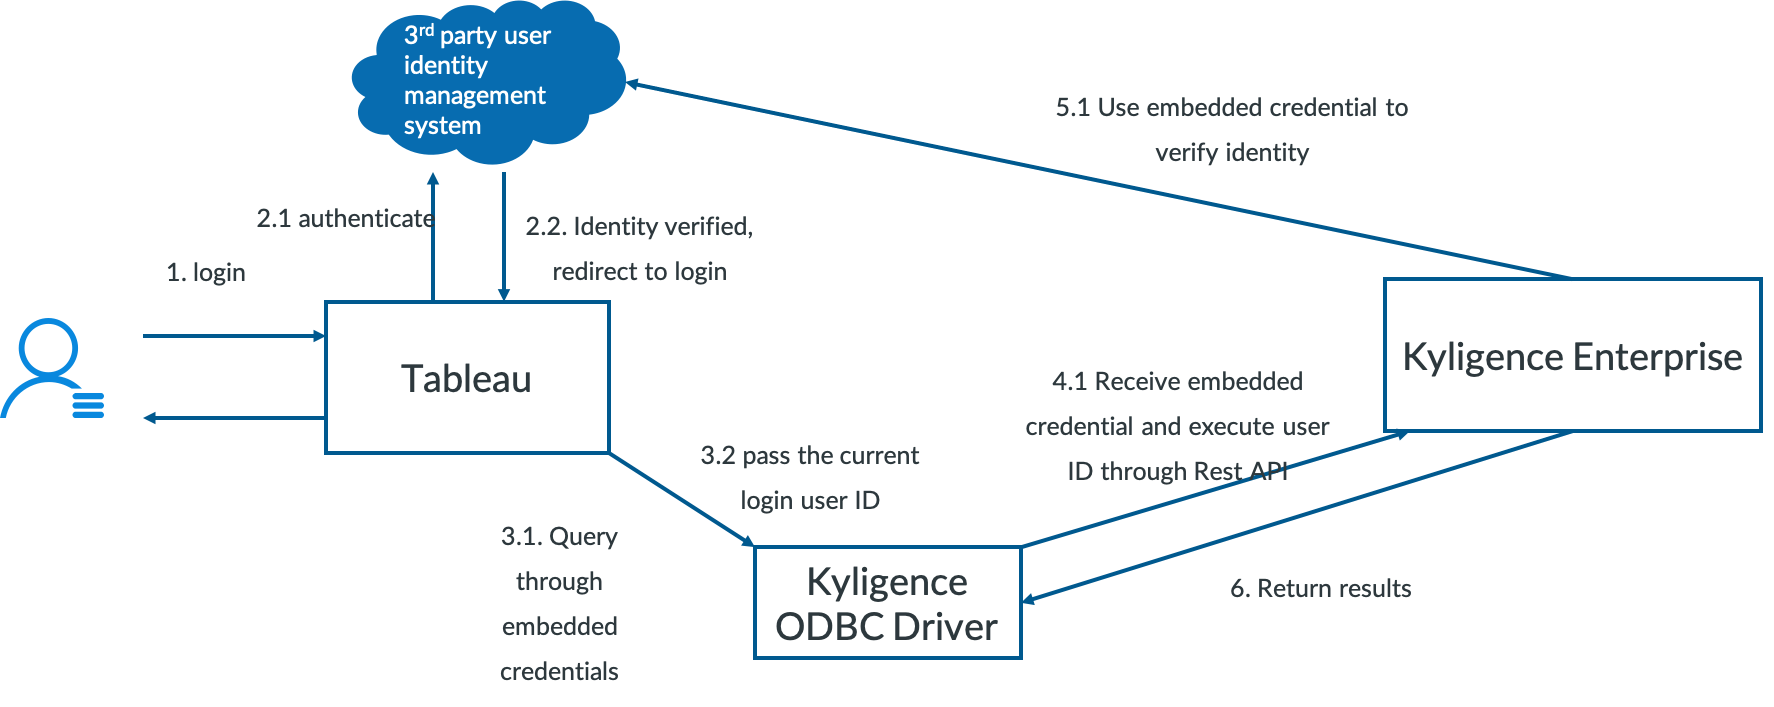 3rd party user
identity
management
system
5.1 Use embedded credential to
verify identity
2.1 authenticate
2.2. Identity verified,
redirect to login
1. login
Tableau
Kyligence Enterprise
4.1 Receive embedded
credential and execute user
ID through Rest API
3.2 pass the current
login user ID
3.1. Query
through
embedded
credentials
Kyligence
ODBC Driver
6. Return results